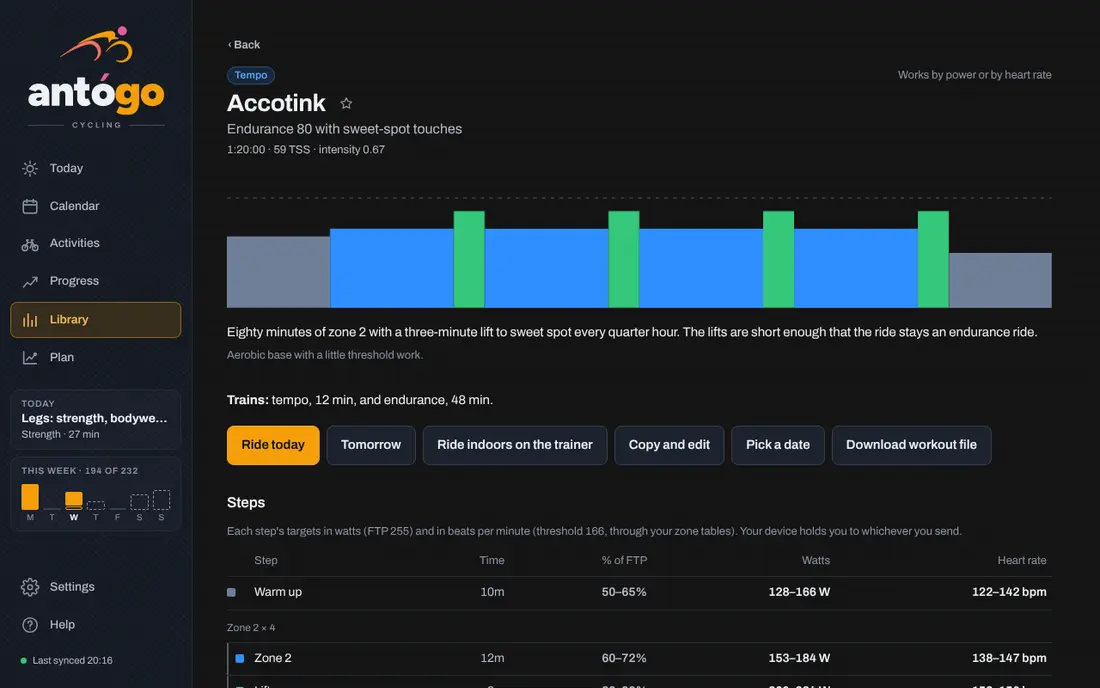 antógo
CYCLING
Today
Calendar
Activities
Progress
Library
Plan
TODAY
Legs: strength, bodywe...
Strength · 27 min
THIS WEEK · 194 OF 232
M T W T F S S
Settings
Help
Last synced 20:16
‹ Back
Tempo
Works by power or by heart rate
Accotink
Endurance 80 with sweet-spot touches
1:20:00 · 59 TSS · intensity 0.67
Eighty minutes of zone 2 with a three-minute lift to sweet spot every quarter hour. The lifts are short enough that the ride stays an endurance ride.
Aerobic base with a little threshold work.
Trains: tempo, 12 min, and endurance, 48 min.
Ride today Tomorrow Ride indoors on the trainer Copy and edit Pick a date Download workout file
Steps
Each step's targets in watts (FTP 255) and in beats per minute (threshold 166, through your zone tables). Your device holds you to whichever you send.
Step Time % of FTP Watts Heart rate
Warm up 10m 50–65% 128–166 W 122–142 bpm
Zone 2 × 4
Zone 2 12m 60–72% 153–184 W 138–147 bpm